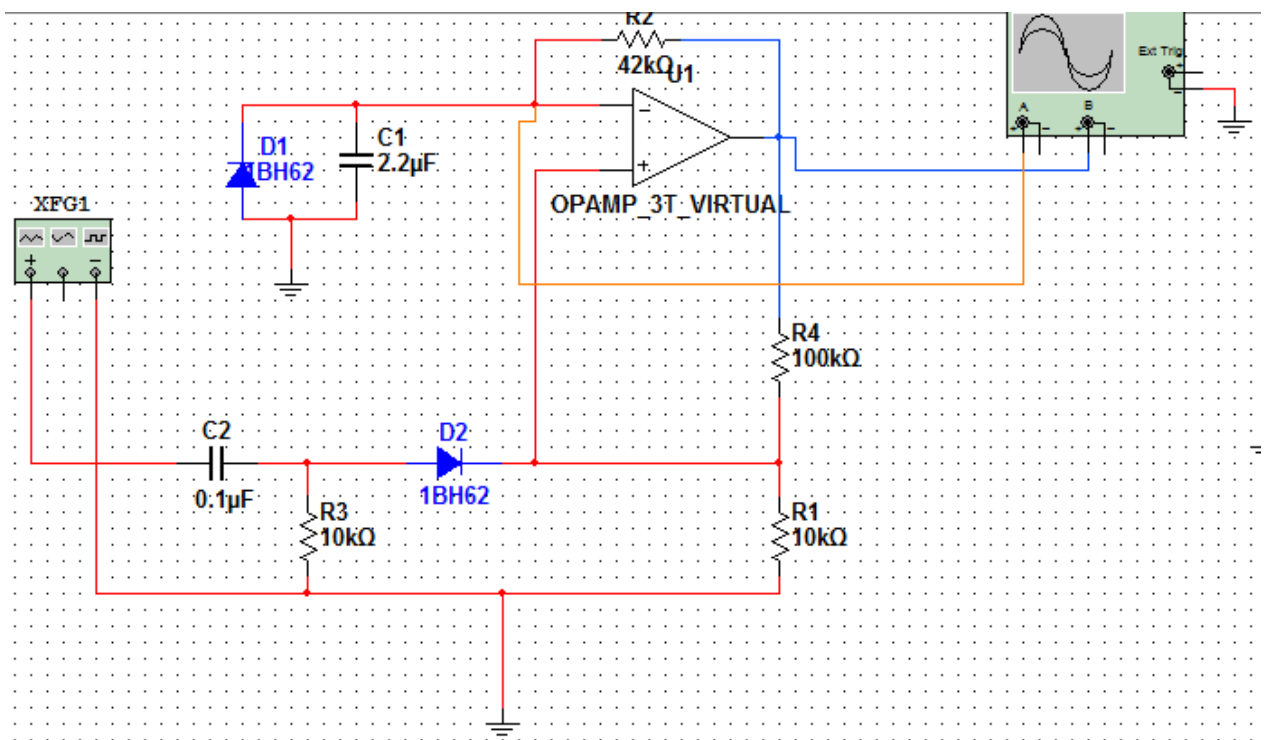 R2
42kΩ
U1
Ext Trig
+
−
A
B
+ − + −
D1
1BH62
C1
2.2µF
−
+
OPAMP_3T_VIRTUAL
XFG1
+ −
R4
100kΩ
C2
0.1µF
D2
1BH62
R3
10kΩ
R1
10kΩ